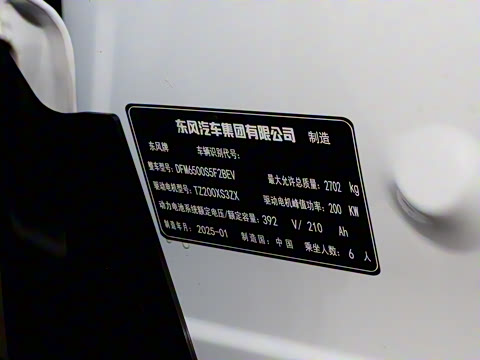 东风汽车集团有限公司 制造
东风牌 车辆识别代号:
整车型号: DFM6500S5F2BEV 最大允许总质量: 2702 kg
驱动电机型号: TZ200XS3ZX 驱动电机峰值功率: 200 KW
动力电池系统额定电压/额定容量: 392 V/ 210 Ah
制造年月: 2025-01 制造国: 中国 乘坐人数: 6 人